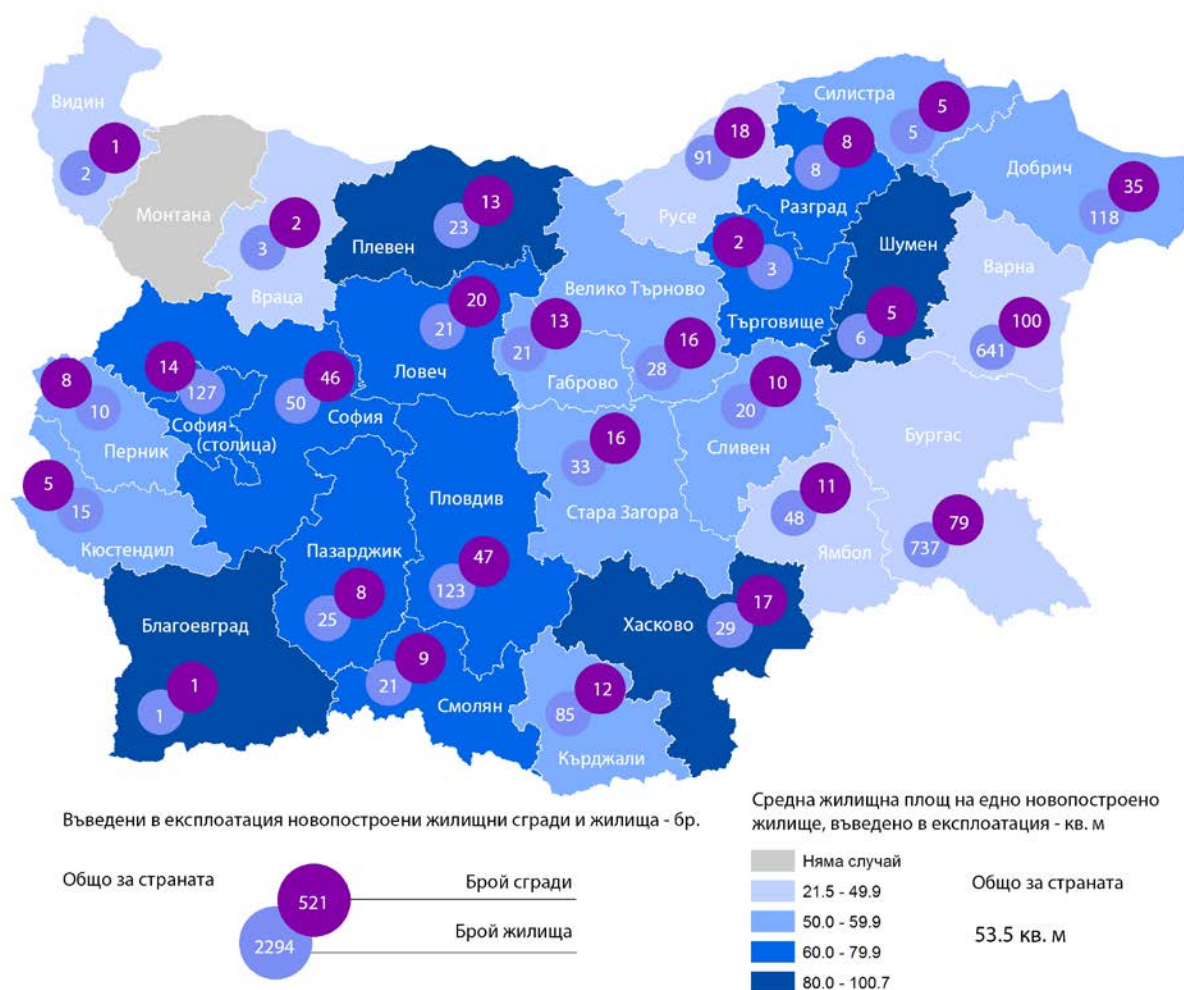 Видин
1
2
Монтана
2
3
Враца
13
23
Плевен
18
91
Русе
8
8
Разград
Силистра
5
5
Добрич
35
118
Шумен
5
6
Варна
100
641
2
3
Търговище
Велико Търново
16
28
13
21
Габрово
20
21
Ловеч
14
127
София
(столица)
46
50
София
8
10
Перник
5
15
Кюстендил
10
20
Сливен
16
33
Стара Загора
Бургас
79
737
11
48
Ямбол
Пловдив
47
123
Пазарджик
8
25
Благоевград
1
1
9
21
Смолян
Хасково
17
29
12
85
Кърджали
Въведени в експлоатация новопостроени жилищни сгради и жилища - бр.
Общо за страната
521
Брой сгради
2294
Брой жилища
Средна жилищна площ на едно новопостроено
жилище, въведено в експлоатация - кв. м
Няма случай
21.5 - 49.9
50.0 - 59.9
60.0 - 79.9
80.0 - 100.7
Общо за страната
53.5 кв. м